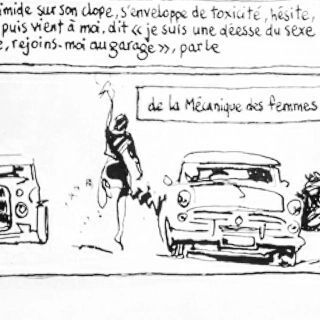 imide sur son clope, s'enveloppe de toxicité, hésite,
puis vient à moi. dit « je suis une déesse du sexe
e, rejoins-moi au garage », parle
de la Mécanique des femmes